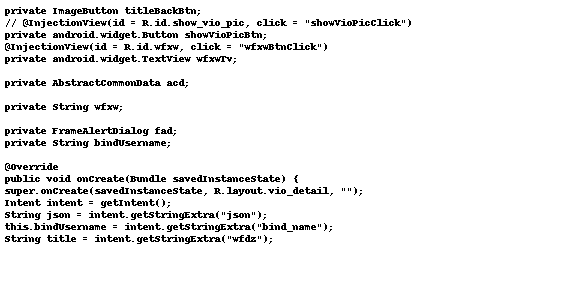 private ImageButton titleBackBtn;
// @InjectionView(id = R.id.show_vio_pic, click = "showVioPicClick")
private android.widget.Button showVioPicBtn;
@InjectionView(id = R.id.wfxw, click = "wfxwBtnClick")
private android.widget.TextView wfxwTv;
private AbstractCommonData acd;
private String wfxw;
private FrameAlertDialog fad;
private String bindUsername;
@Override
public void onCreate(Bundle savedInstanceState) {
super.onCreate(savedInstanceState, R.layout.vio_detail, "");
Intent intent = getIntent();
String json = intent.getStringExtra("json");
this.bindUsername = intent.getStringExtra("bind_name");
String title = intent.getStringExtra("wfdz");